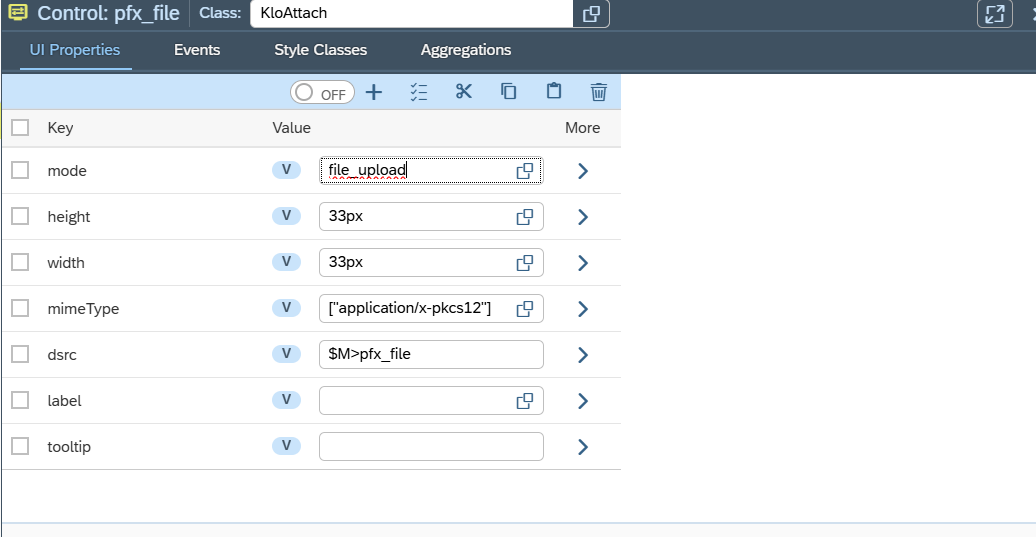 Control: pfx_file Class: KloAttach
UI Properties Events Style Classes Aggregations
OFF
Key Value More
mode V file_upload
height V 33px
width V 33px
mimeType V ["application/x-pkcs12"]
dsrc V $M>pfx_file
label V
tooltip V